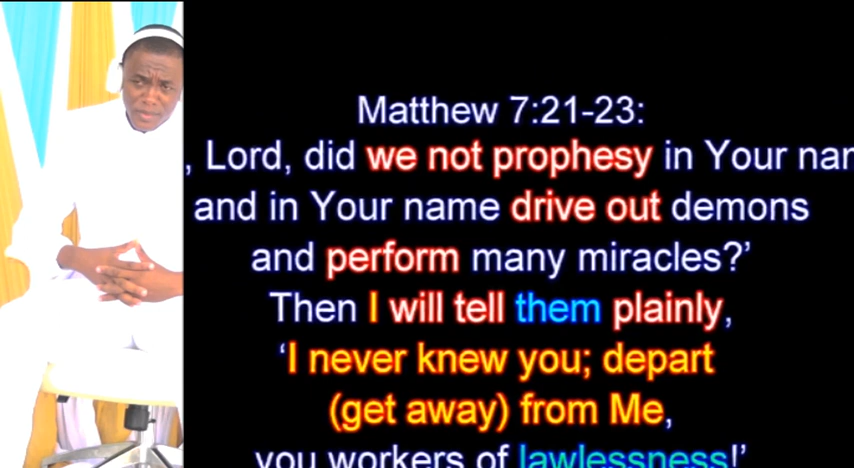 Matthew 7:21-23:
, Lord, did we not prophesy in Your nam
and in Your name drive out demons
and perform many miracles?’
Then I will tell them plainly,
‘I never knew you; depart
(get away) from Me,
you workers of lawlessness!’